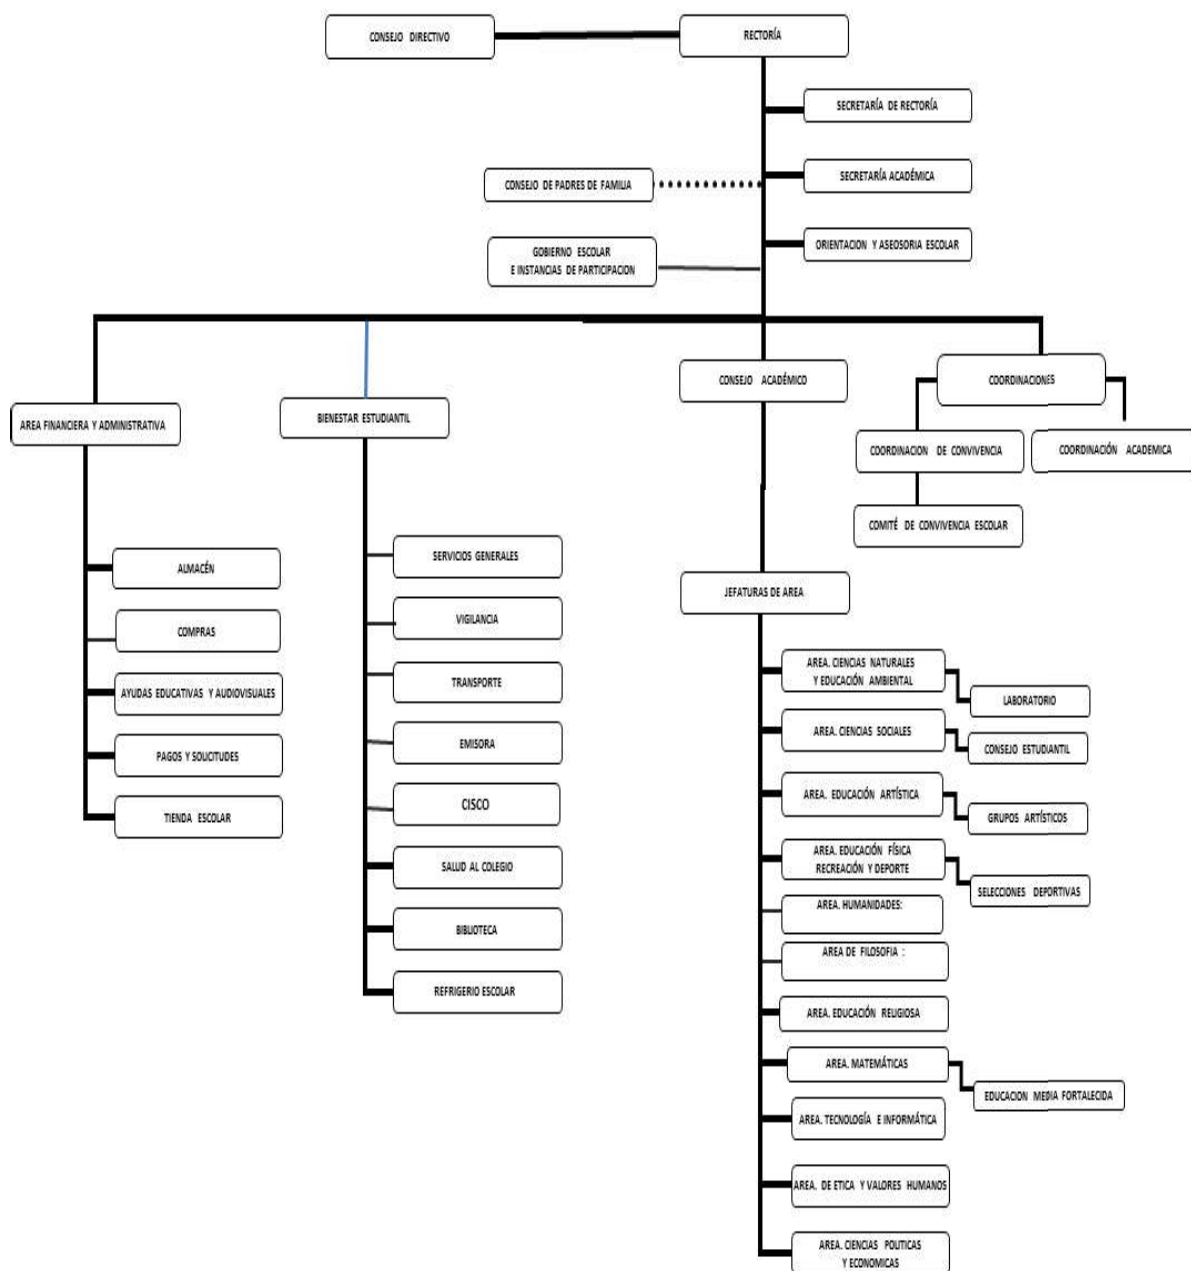 CONSEJO DIRECTIVO
RECTORÍA
SECRETARÍA DE RECTORÍA
CONSEJO DE PADRES DE FAMILIA
SECRETARÍA ACADÉMICA
GOBIERNO ESCOLAR
E INSTANCIAS DE PARTICIPACION
ORIENTACION Y ASEOSORIA ESCOLAR
AREA FINANCIERA Y ADMINISTRATIVA
ALMACÉN
COMPRAS
AYUDAS EDUCATIVAS Y AUDIOVISUALES
PAGOS Y SOLICITUDES
TIENDA ESCOLAR
BIENESTAR ESTUDIANTIL
SERVICIOS GENERALES
VIGILANCIA
TRANSPORTE
EMISORA
CISCO
SALUD AL COLEGIO
BIBLIOTECA
REFRIGERIO ESCOLAR
CONSEJO ACADÉMICO
JEFATURAS DE AREA
AREA. CIENCIAS NATURALES
Y EDUCACIÓN AMBIENTAL
LABORATORIO
AREA. CIENCIAS SOCIALES
CONSEJO ESTUDIANTIL
AREA. EDUCACIÓN ARTÍSTICA
GRUPOS ARTÍSTICOS
AREA. EDUCACIÓN FÍSICA
RECREACIÓN Y DEPORTE
SELECCIONES DEPORTIVAS
AREA. HUMANIDADES:
AREA DE FILOSOFIA :
AREA. EDUCACIÓN RELIGIOSA
AREA. MATEMÁTICAS
EDUCACION MEDIA FORTALECIDA
AREA. TECNOLOGÍA E INFORMÁTICA
AREA. DE ETICA Y VALORES HUMANOS
AREA. CIENCIAS POLITICAS
Y ECONOMICAS
COORDINACIONES
COORDINACION DE CONVIVENCIA
COORDINACIÓN ACADEMICA
COMITÉ DE CONVIVENCIA ESCOLAR